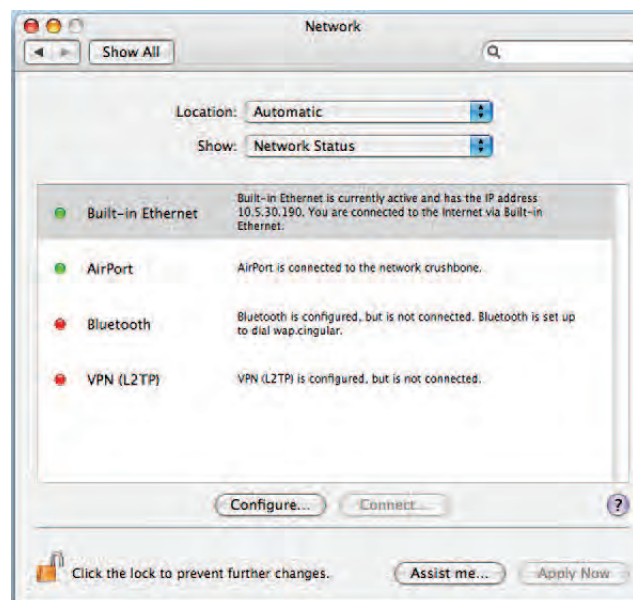 Network
Show All
Location: Automatic
Show: Network Status
Built-in Ethernet
Built-in Ethernet is currently active and has the IP address
10.5.30.190. You are connected to the Internet via Built-in
Ethernet.
AirPort
AirPort is connected to the network crushbone.
Bluetooth
Bluetooth is configured, but is not connected. Bluetooth is set up
to dial wap.cingular.
VPN (L2TP)
VPN (L2TP) is configured, but is not connected.
Configure... Connect... ?
Click the lock to prevent further changes. Assist me... Apply Now